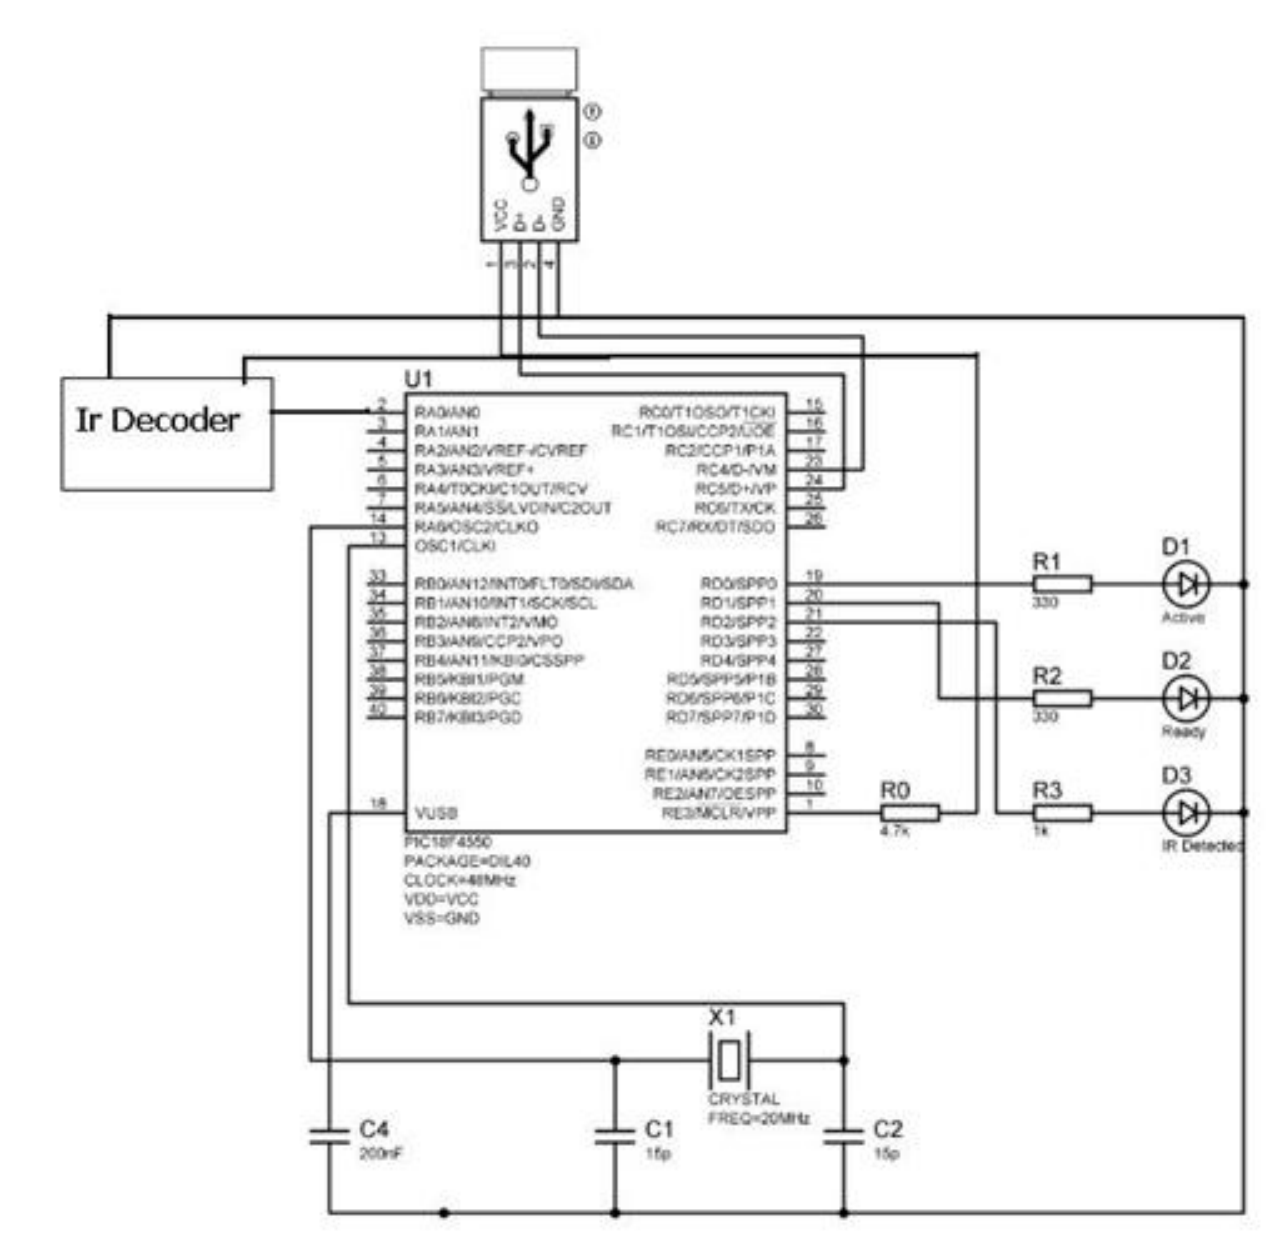 VCC
D+
D-
GND
1
3
2
4
Ir Decoder
U1
2
RA0/AN0
3
RA1/AN1
4
RA2/AN2/VREF-/CVREF
5
RA3/AN3/VREF+
6
RA4/T0CKI/C1OUT/RCV
7
RA5/AN4/SS/LVDIN/C2OUT
14
RA6/OSC2/CLKO
13
OSC1/CLKI
33
RB0/AN12/INT0/FLT0/SDI/SDA
34
RB1/AN10/INT1/SCK/SCL
35
RB2/AN8/INT2/VMO
36
RB3/AN9/CCP2/VPO
37
RB4/AN11/KBI0/CSSPP
38
RB5/KBI1/PGM
39
RB6/KBI2/PGC
40
RB7/KBI3/PGD
18
VUSB
RC0/T1OSO/T1CKI
15
RC1/T1OSI/CCP2/UOE
16
RC2/CCP1/P1A
17
RC4/D-/VM
23
RC5/D+/VP
24
RC6/TX/CK
25
RC7/RX/DT/SDO
26
RD0/SPP0
19
RD1/SPP1
20
RD2/SPP2
21
RD3/SPP3
22
RD4/SPP4
27
RD5/SPP5/P1B
28
RD6/SPP6/P1C
29
RD7/SPP7/P1D
30
RE0/AN5/CK1SPP
8
RE1/AN6/CK2SPP
9
RE2/AN7/OESPP
10
RE3/MCLR/VPP
1
PIC18F4550
PACKAGE=DIL40
CLOCK=48MHz
VDD=VCC
VSS=GND
R0
4.7k
R1
330
D1
Active
R2
330
D2
Ready
R3
1k
D3
IR Detected
X1
CRYSTAL
FREQ=20MHz
C4
200nF
C1
15p
C2
15p